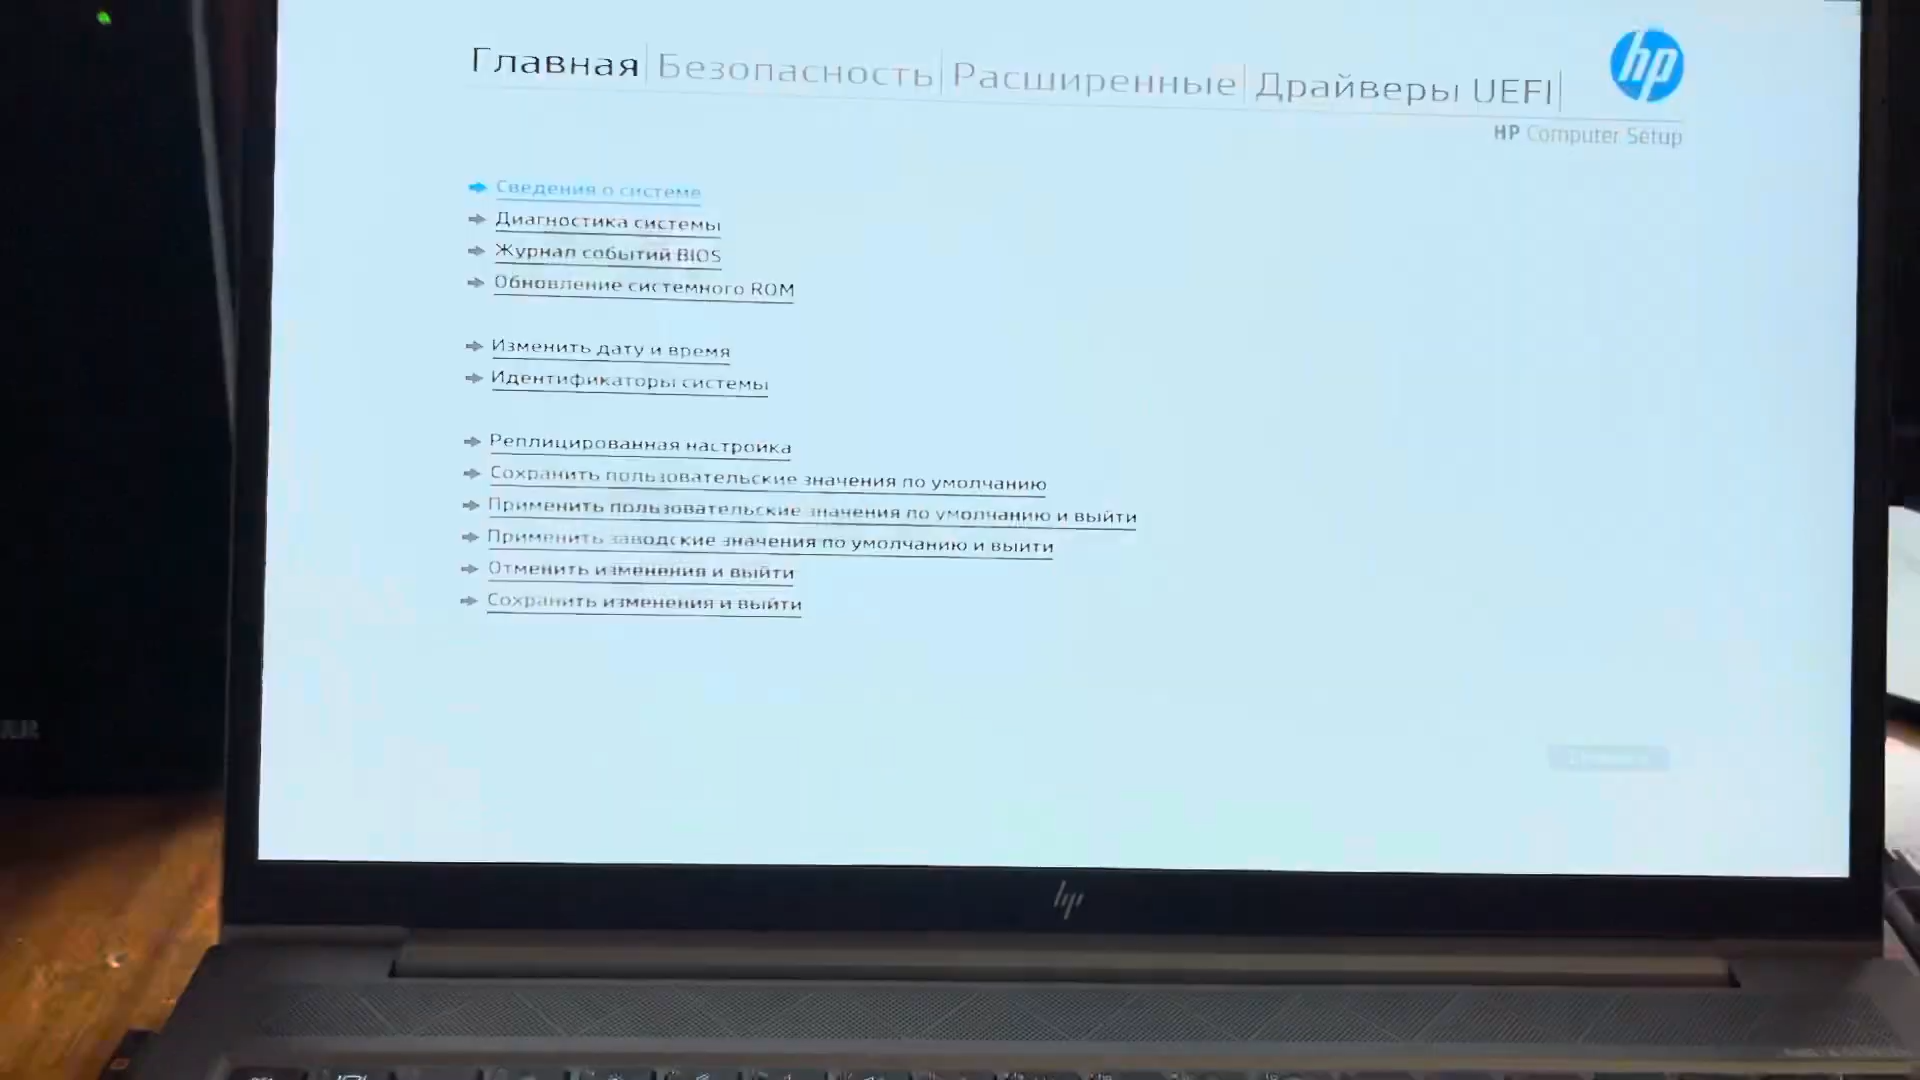 Главная Безопасность Расширенные Драйверы UEFI
hp
HP Computer Setup
Сведения о системе
Диагностика системы
Журнал событий BIOS
Обновление системного ROM
Изменить дату и время
Идентификаторы системы
Реплицированная настройка
Сохранить пользовательские значения по умолчанию
Применить пользовательские значения по умолчанию и выйти
Применить заводские значения по умолчанию и выйти
Отменить изменения и выйти
Сохранить изменения и выйти
hp